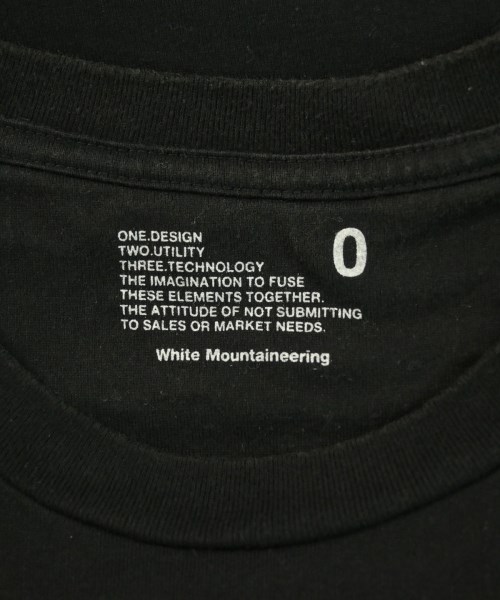 ONE.DESIGN
TWO.UTILITY
THREE.TECHNOLOGY
THE IMAGINATION TO FUSE
THESE ELEMENTS TOGETHER.
THE ATTITUDE OF NOT SUBMITTING
TO SALES OR MARKET NEEDS.
0
White Mountaineering